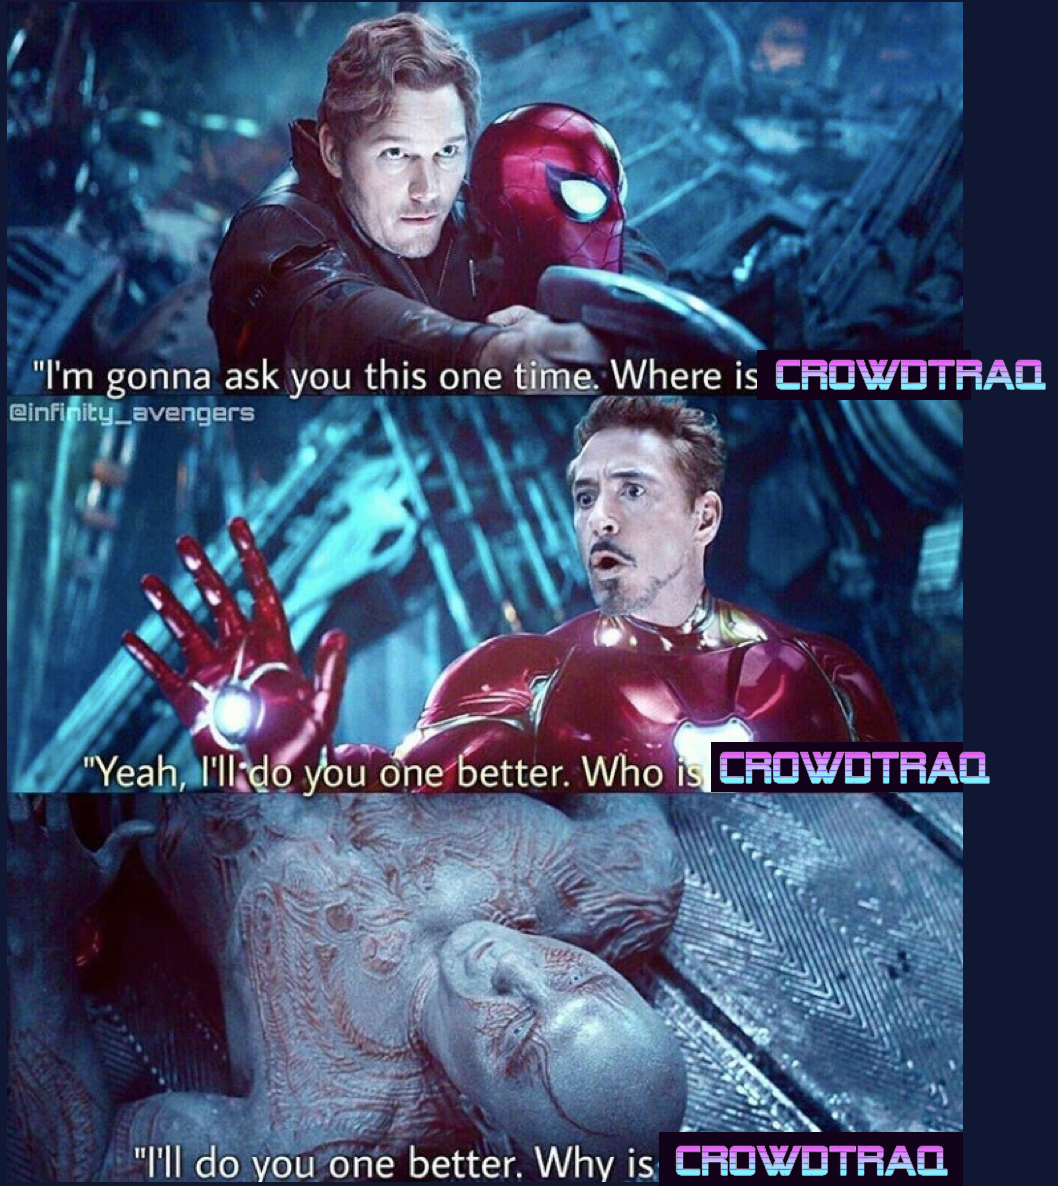 "I'm gonna ask you this one time. Where is CROWDTRAQ
@infinity_avengers
"Yeah, I'll do you one better. Who is CROWDTRAQ
"I'll do you one better. Why is CROWDTRAQ